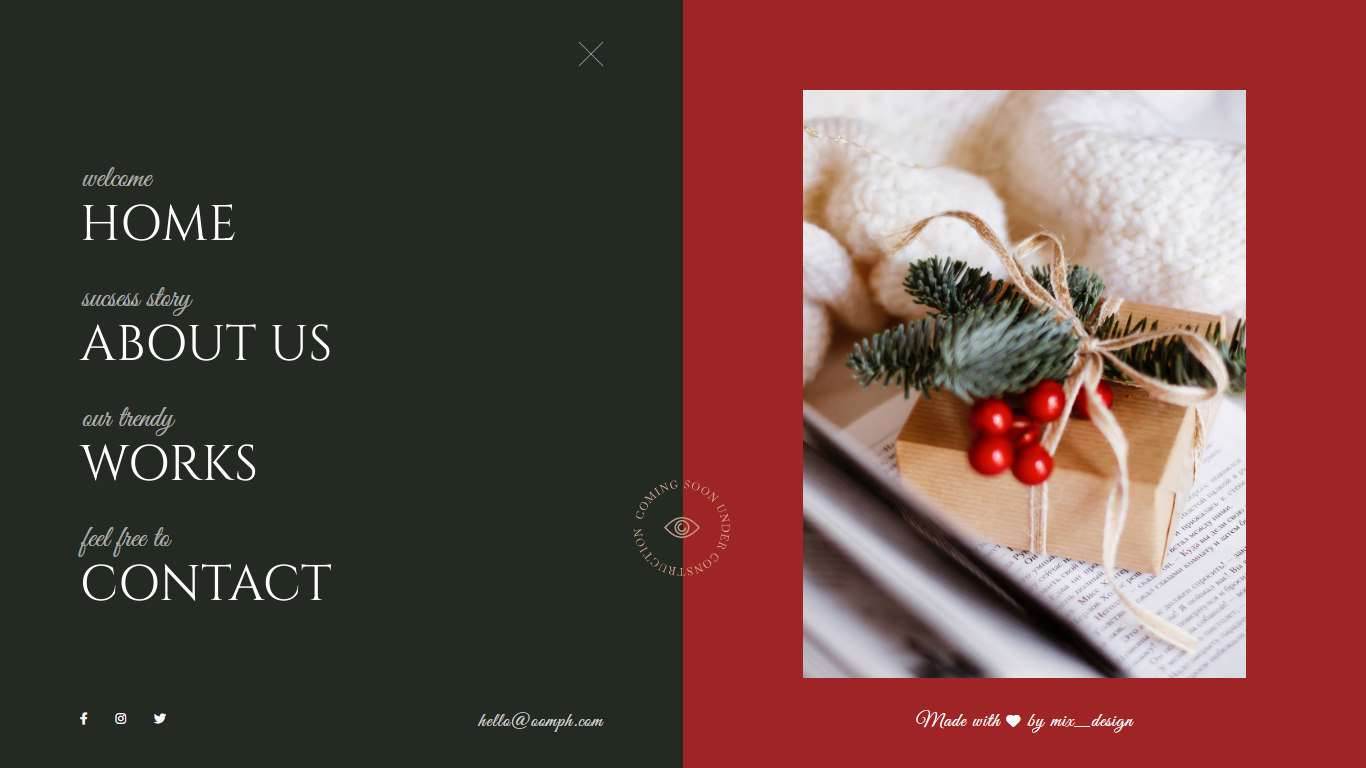 welcome
HOME
sucsess story
ABOUT US
our trendy
WORKS
feel free to
CONTACT
COMING SOON UNDER CONSTRUCTION
hello@oomph.com
Made with by mix__design